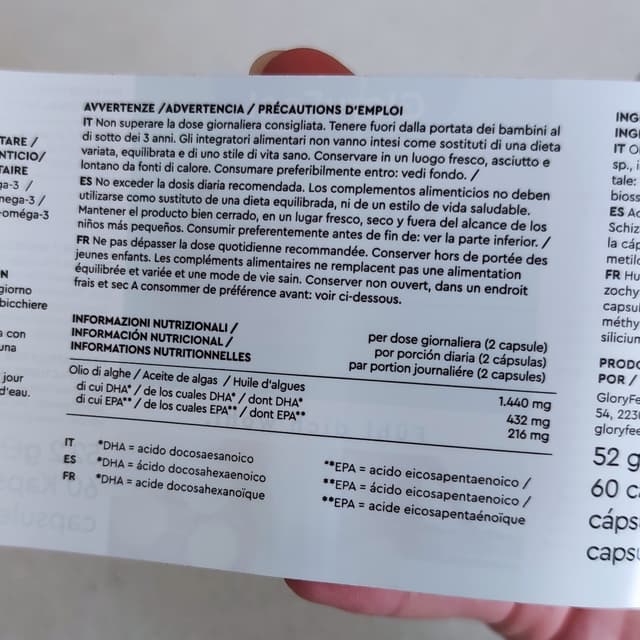 TARE /
NTICIO/
TAIRE
ga-3 /
mega-3 /
-oméga-3
N
giorno
bicchiere
a con
una
jour
d'eau.
AVVERTENZE /ADVERTENCIA / PRÉCAUTIONS D'EMPLOI
IT Non superare la dose giornaliera consigliata. Tenere fuori dalla portata dei bambini al
di sotto dei 3 anni. Gli integratori alimentari non vanno intesi come sostituti di una dieta
variata, equilibrata e di uno stile di vita sano. Conservare in un luogo fresco, asciutto e
lontano da fonti di calore. Consumare preferibilmente entro: vedi fondo. /
ES No exceder la dosis diaria recomendada. Los complementos alimenticios no deben
utilizarse como sustituto de una dieta equilibrada, ni de un estilo de vida saludable.
Mantener el producto bien cerrado, en un lugar fresco, seco y fuera del alcance de los
niños más pequeños. Consumir preferentemente antes de fin de: ver la parte inferior. /
FR Ne pas dépasser la dose quotidienne recommandée. Conserver hors de portée des
jeunes enfants. Les compléments alimentaires ne remplacent pas une alimentation
équilibrée et variée et une mode de vie sain. Conserver non ouvert, dans un endroit
frais et sec A consommer de préférence avant: voir ci-dessous.
INFORMAZIONI NUTRIZIONALI /
INFORMACIÓN NUTRICIONAL /
INFORMATIONS NUTRITIONNELLES
per dose giornaliera (2 capsule)
por porción diaria (2 cápsulas)
par portion journalière (2 capsules)
Olio di alghe / Aceite de algas / Huile d'algues 1.440 mg
di cui DHA* / de los cuales DHA* / dont DHA* 432 mg
di cui EPA** / de los cuales EPA** / dont EPA** 216 mg
IT *DHA = acido docosaesanoico **EPA = acido eicosapentaenoico /
ES *DHA = ácido docosahexaenoico **EPA = ácido eicosapentaenoico /
FR *DHA = acide docosahexanoïque **EPA = acide eicosapentaénoïque
ING
ING
IT O
sp., i
tale:
bioss
ES Ac
Schiz
la cáp
metilc
FR Hu
zochy
capsul
méthy
silicium
PRODO
POR /
GloryFe
54, 223
gloryfee
52 g
60 ca
cáps
capsu